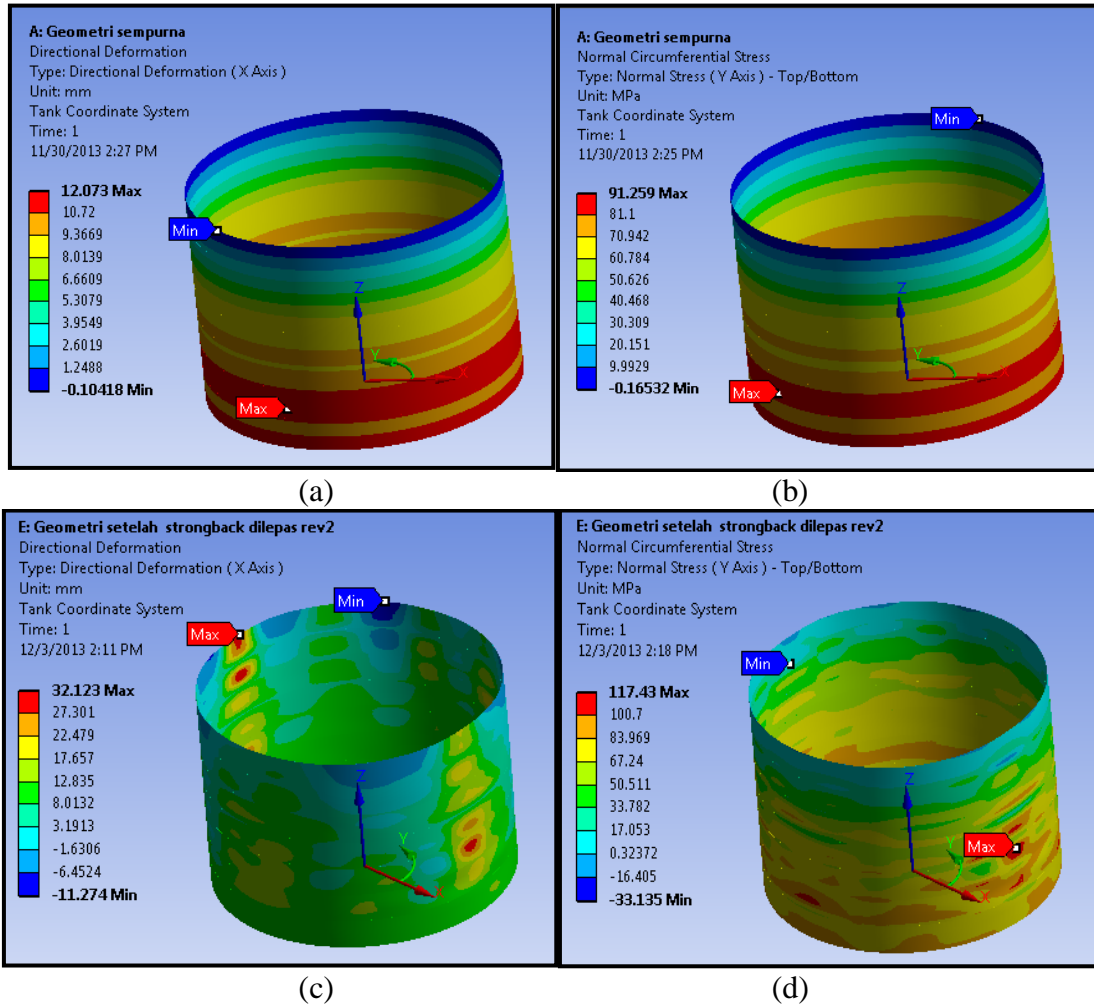 A: Geometri sempurna
Directional Deformation
Type: Directional Deformation ( X Axis )
Unit: mm
Tank Coordinate System
Time: 1
11/30/2013 2:27 PM
12.073 Max
10.72
9.3669
8.0139
6.6609
5.3079
3.9549
2.6019
1.2488
-0.10418 Min
Min
Max
Z
Y
X
(a)
A: Geometri sempurna
Normal Circumferential Stress
Type: Normal Stress ( Y Axis ) - Top/Bottom
Unit: MPa
Tank Coordinate System
Time: 1
11/30/2013 2:25 PM
91.259 Max
81.1
70.942
60.784
50.626
40.468
30.309
20.151
9.9929
-0.16532 Min
Min
Max
Z
Y
X
(b)
E: Geometri setelah  strongback dilepas rev2
Directional Deformation
Type: Directional Deformation ( X Axis )
Unit: mm
Tank Coordinate System
Time: 1
12/3/2013 2:11 PM
32.123 Max
27.301
22.479
17.657
12.835
8.0132
3.1913
-1.6306
-6.4524
-11.274 Min
Min
Max
Z
Y
X
(c)
E: Geometri setelah  strongback dilepas rev2
Normal Circumferential Stress
Type: Normal Stress ( Y Axis ) - Top/Bottom
Unit: MPa
Tank Coordinate System
Time: 1
12/3/2013 2:18 PM
117.43 Max
100.7
83.969
67.24
50.511
33.782
17.053
0.32372
-16.405
-33.135 Min
Min
Max
Z
Y
X
(d)